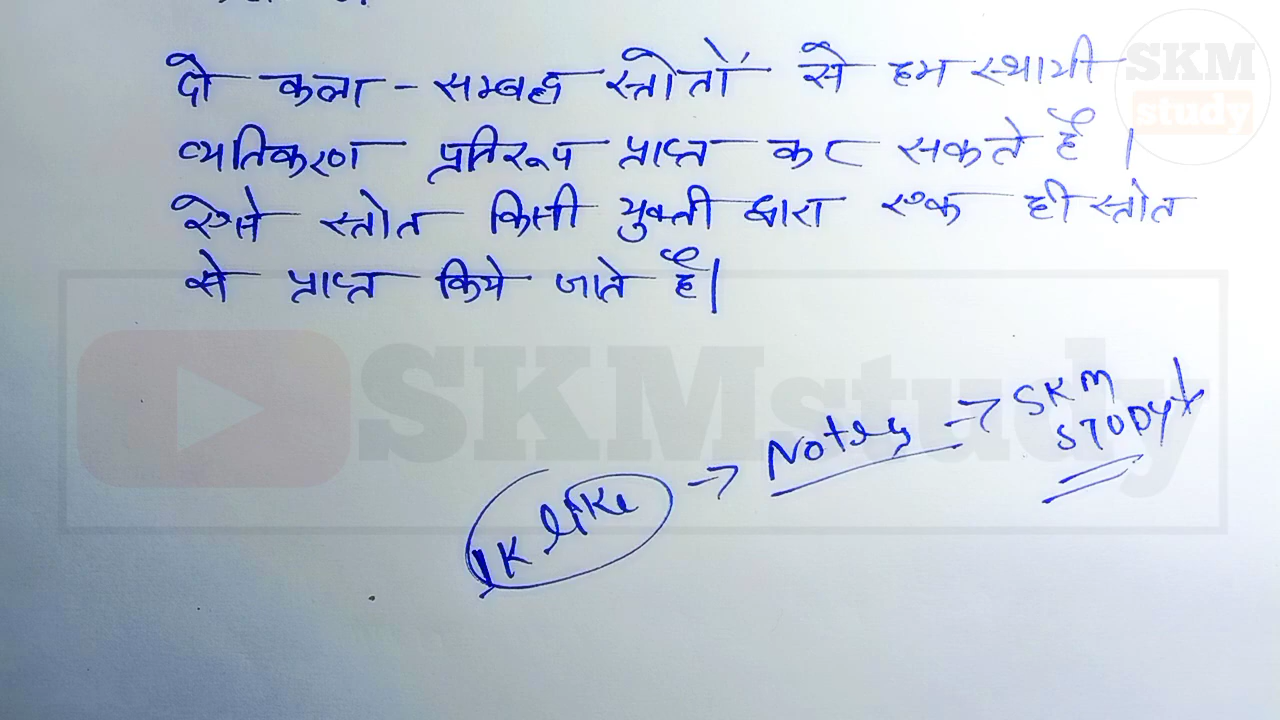 दो कला - सम्बद्ध स्त्रोतों से हम स्थायी
व्यतिकरण प्रतिरूप प्राप्त कर सकते हैं ।
ऐसे स्त्रोत किसी युक्ती द्वारा एक ही स्त्रोत
से प्राप्त किये जाते हैं।
SKM
study
SKMstudy
1K like → Notes → SKM
STUDY